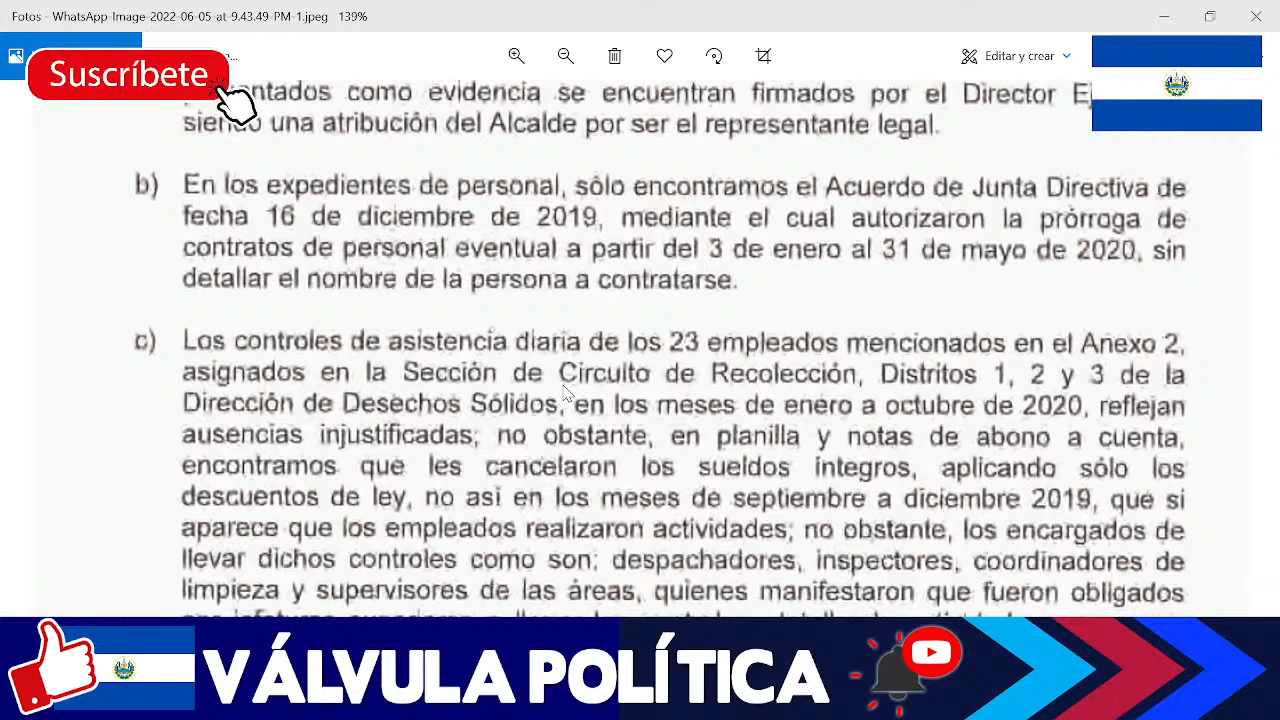 Fotos - WhatsApp-Image-2022-06-05-at-9.43.49-PM-1.jpeg 139%
Suscríbete
Editar y crear
como evidencia se encuentran firmados por el Director
siendo una atribución del Alcalde por ser el representante legal.
b) En los expedientes de personal, sólo encontramos el Acuerdo de Junta Directiva de
fecha 16 de diciembre de 2019, mediante el cual autorizaron la prórroga de
contratos de personal eventual a partir del 3 de enero al 31 de mayo de 2020, sin
detallar el nombre de la persona a contratarse.
c) Los controles de asistencia diaria de los 23 empleados mencionados en el Anexo 2,
asignados en la Sección de Circuito de Recolección, Distritos 1, 2 y 3 de la
Dirección de Desechos Sólidos, en los meses de enero a octubre de 2020, reflejan
ausencias injustificadas; no obstante, en planilla y notas de abono a cuenta,
encontramos que les cancelaron los sueldos íntegros, aplicando sólo los
descuentos de ley, no así en los meses de septiembre a diciembre 2019, que si
aparece que los empleados realizaron actividades; no obstante, los encargados de
llevar dichos controles como son: despachadores, inspectores, coordinadores de
limpieza y supervisores de las áreas, quienes manifestaron que fueron obligados
VÁLVULA POLÍTICA